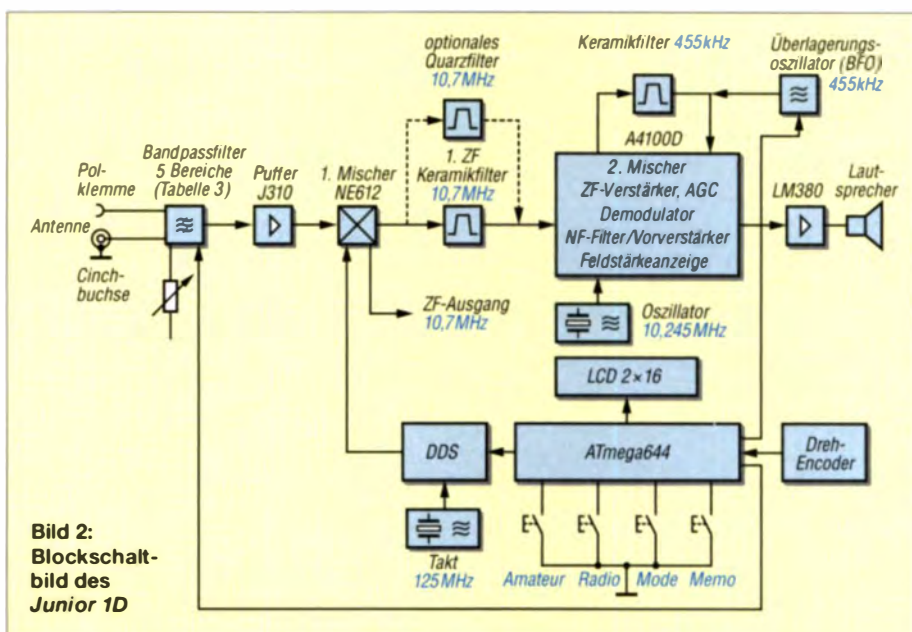 optionales
Quarzfilter
10,7MHz
Keramikfilter 455kHz
Überlagerungs-
oszillator (BFO)
455kHz
Bandpassfilter
5 Bereiche
(Tabelle 3)
Pol-
klemme
Antenne
Cinch-
buchse
Puffer
J310
1. Mischer
NE612
1. ZF
Keramikfilter
10,7MHz
A4100D
2. Mischer
ZF-Verstärker, AGC
Demodulator
NF-Filter/Vorverstärker
Feldstärkeanzeige
LM380
Laut-
sprecher
ZF-Ausgang
10,7MHz
Oszillator
10,245MHz
LCD 2×16
DDS
ATmega644
Dreh-
Encoder
Takt
125MHz
Amateur
Radio
Mode
Memo
Bild 2:
Blockschalt-
bild des
Junior 1D